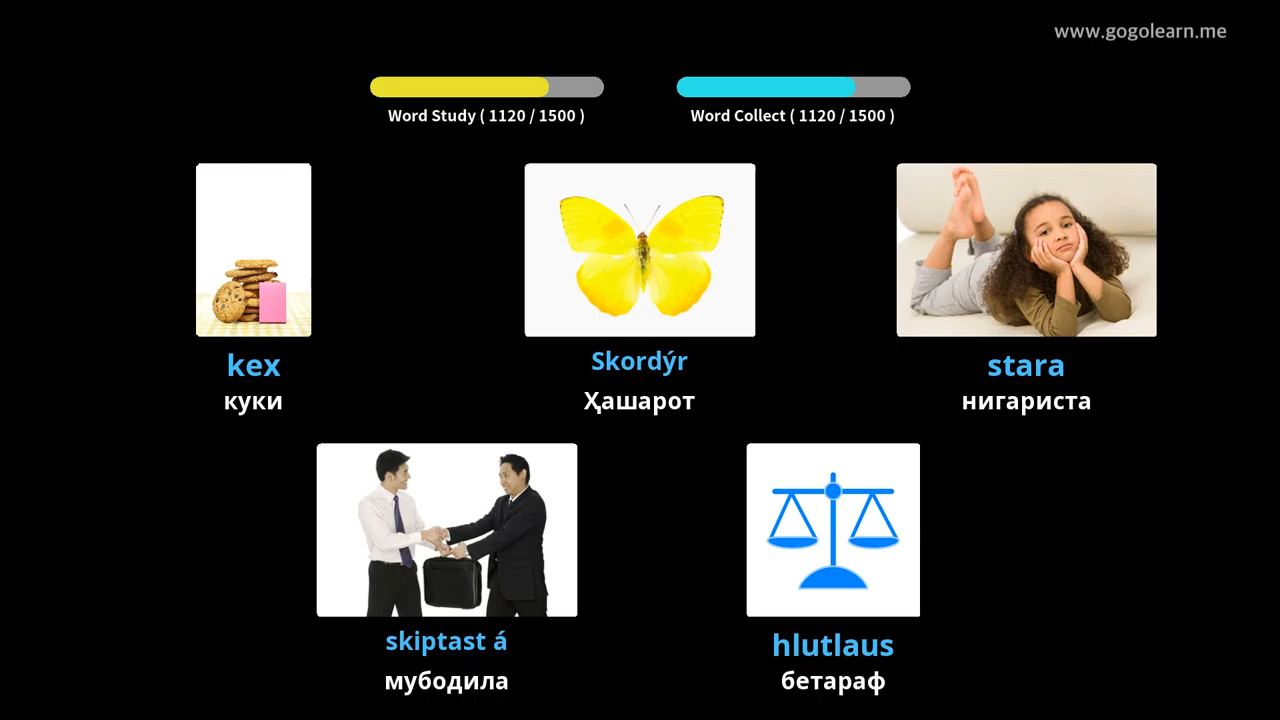 www.gogolearn.me
Word Study ( 1120 / 1500 )
Word Collect ( 1120 / 1500 )
kex
куки
Skordýr
Ҳашарот
stara
нигариста
skiptast á
мубодила
hlutlaus
бетараф